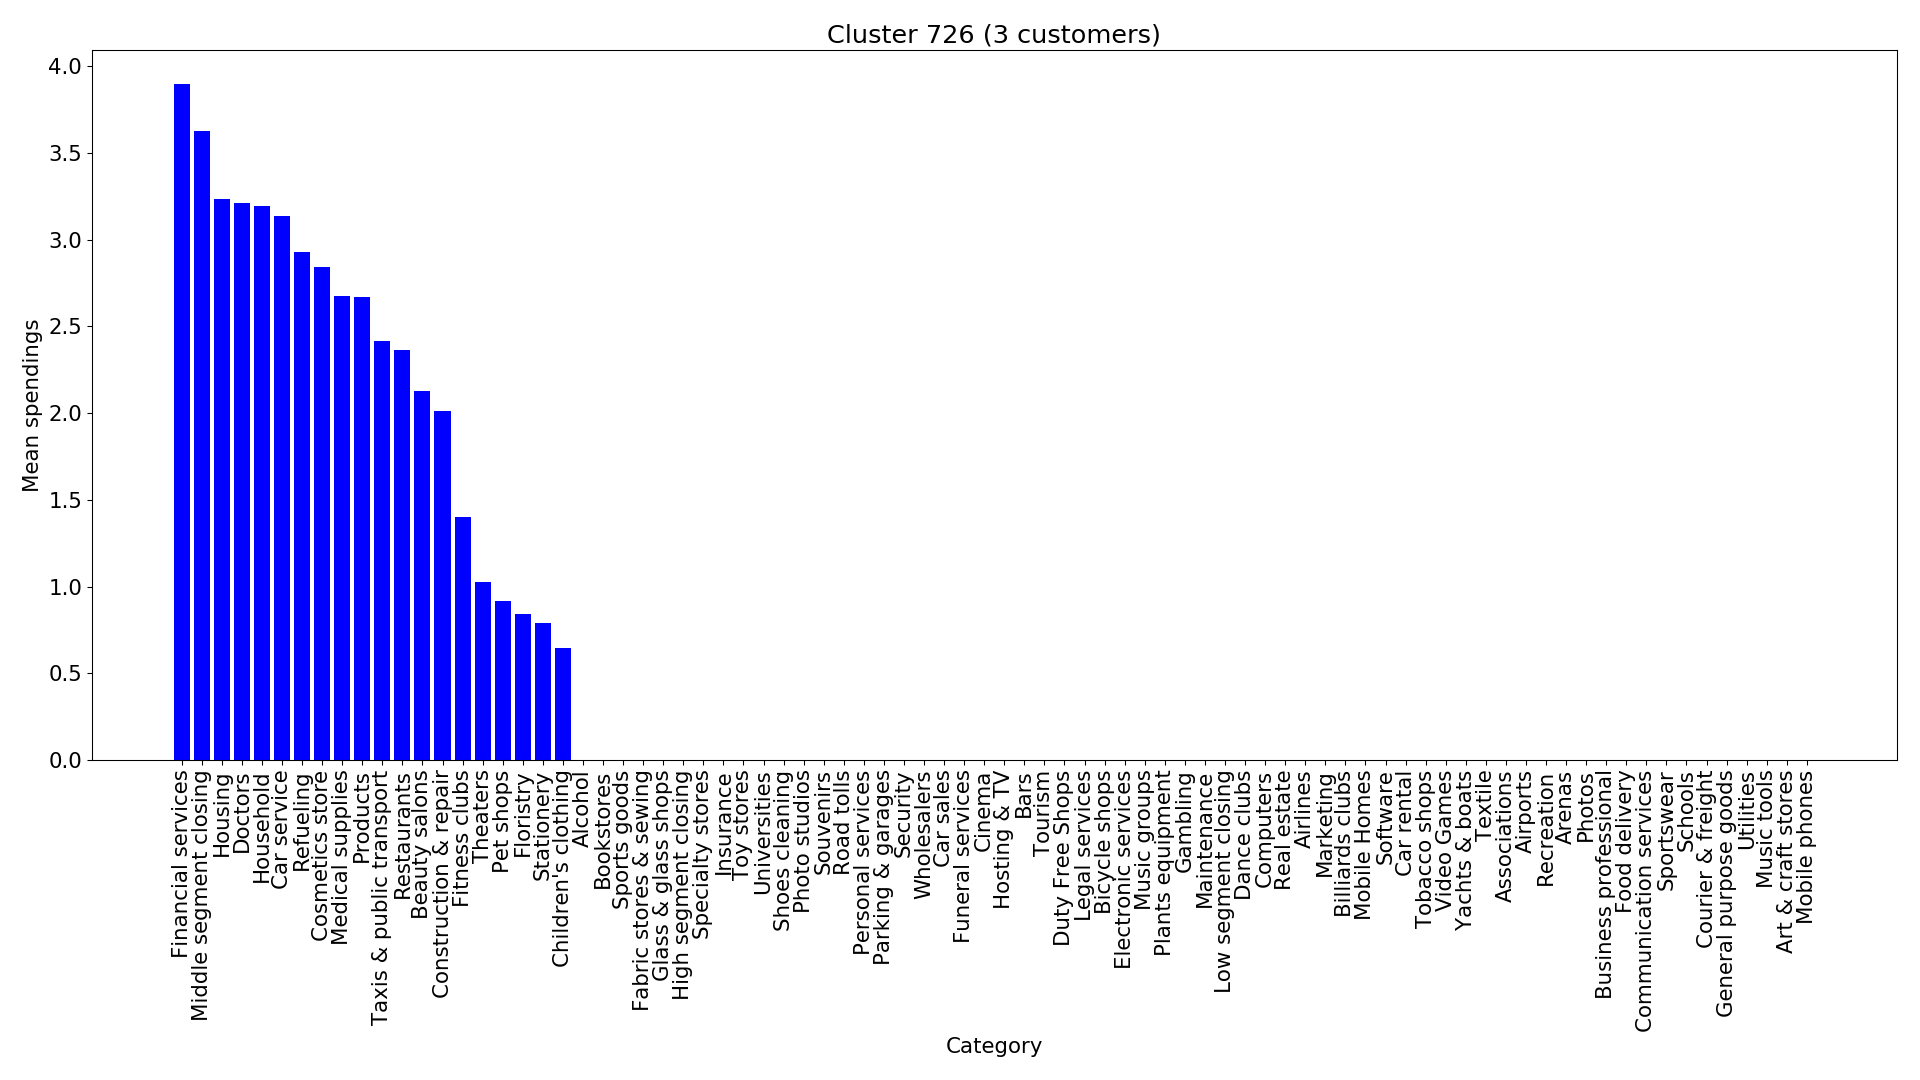 Cluster 726 (3 customers)
Mean spendings
4.0
3.5
3.0
2.5
2.0
1.5
1.0
0.5
0.0
Financial services
Middle segment closing
Housing
Doctors
Household
Car service
Refueling
Cosmetics store
Medical supplies
Products
Taxis & public transport
Restaurants
Beauty salons
Construction & repair
Fitness clubs
Theaters
Pet shops
Floristry
Stationery
Children's clothing
Alcohol
Bookstores
Sports goods
Fabric stores & sewing
Glass & glass shops
High segment closing
Specialty stores
Insurance
Toy stores
Universities
Shoes cleaning
Photo studios
Souvenirs
Road tolls
Personal services
Parking & garages
Security
Wholesalers
Car sales
Funeral services
Cinema
Hosting & TV
Bars
Tourism
Duty Free Shops
Legal services
Bicycle shops
Electronic services
Music groups
Plants equipment
Gambling
Maintenance
Low segment closing
Dance clubs
Computers
Real estate
Airlines
Marketing
Billiards clubs
Mobile Homes
Software
Car rental
Tobacco shops
Video Games
Yachts & boats
Textile
Associations
Airports
Recreation
Arenas
Photos
Business professional
Food delivery
Communication services
Sportswear
Schools
Courier & freight
General purpose goods
Utilities
Music tools
Art & craft stores
Mobile phones
Category